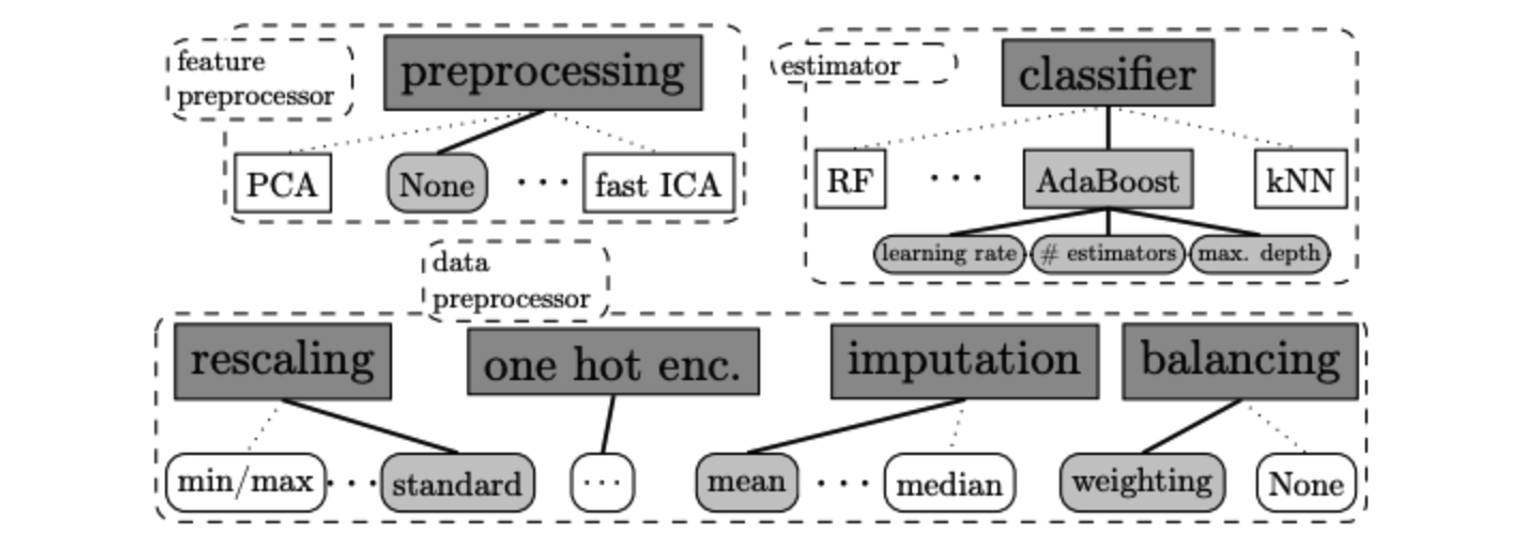 feature
preprocessor
preprocessing
PCA
None
· · ·
fast ICA
estimator
classifier
RF
· · ·
AdaBoost
kNN
learning rate
# estimators
max. depth
data
preprocessor
rescaling
one hot enc.
imputation
balancing
min/max
· · ·
standard
· · ·
mean
· · ·
median
weighting
None